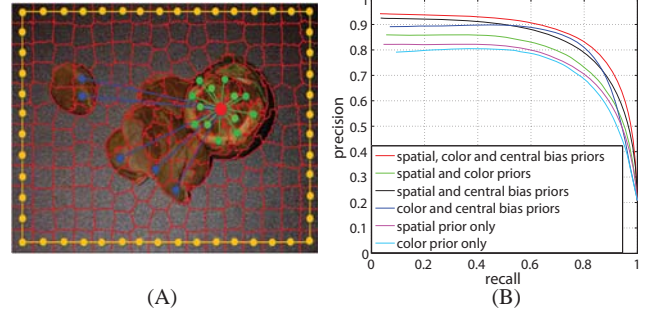 1
0.9
0.8
0.7
0.6
0.5
0.4
0.3
0.2
0.1
0
precision
spatial, color and central bias priors
spatial and color priors
spatial and central bias priors
color and central bias priors
spatial prior only
color prior only
0 0.2 0.4 0.6 0.8 1
recall
(A) (B)